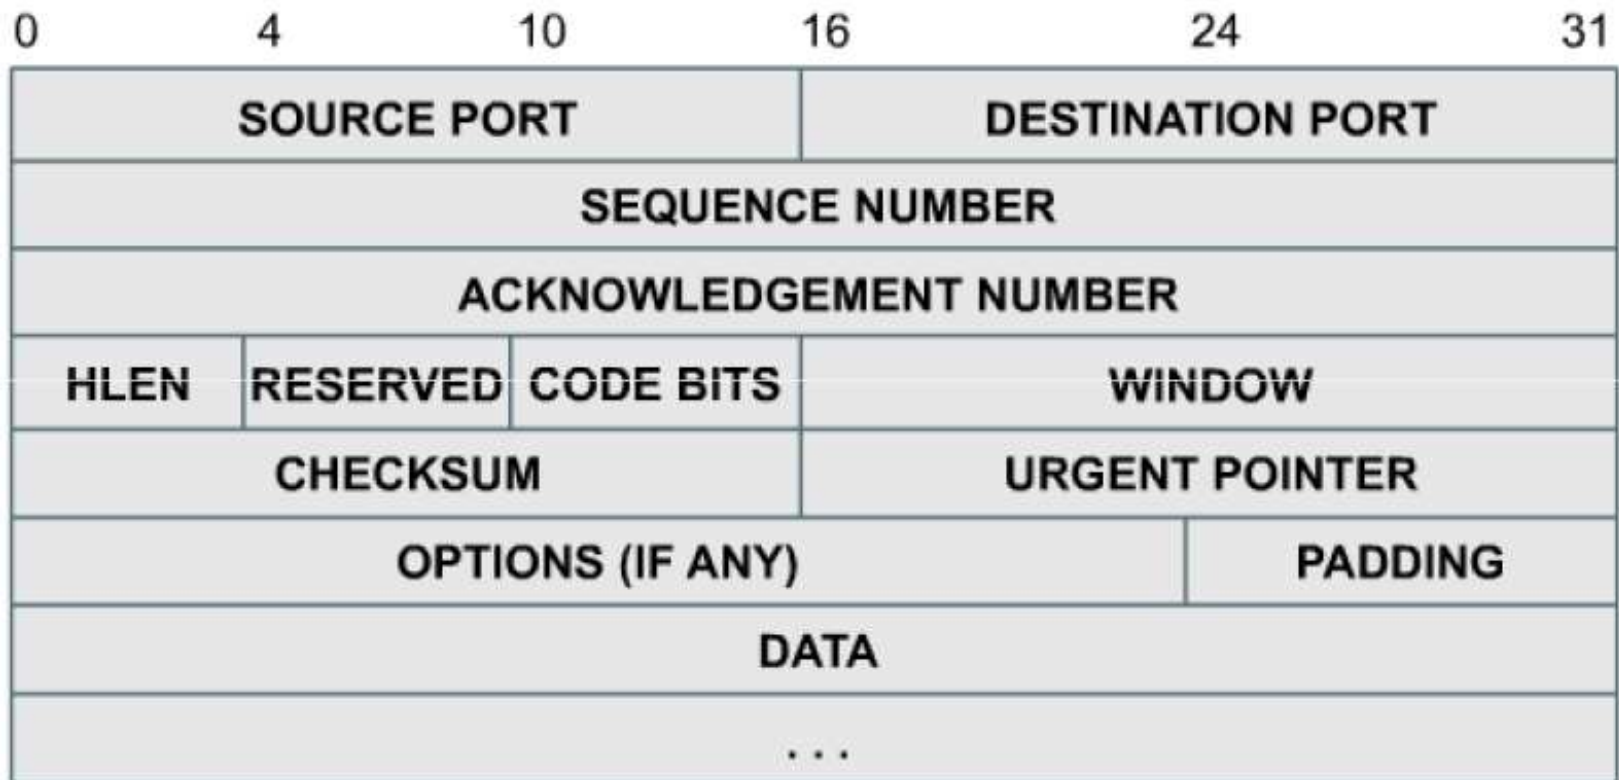 0 4 10 16 24 31
SOURCE PORT DESTINATION PORT
SEQUENCE NUMBER
ACKNOWLEDGEMENT NUMBER
HLEN RESERVED CODE BITS WINDOW
CHECKSUM URGENT POINTER
OPTIONS (IF ANY) PADDING
DATA
. . .